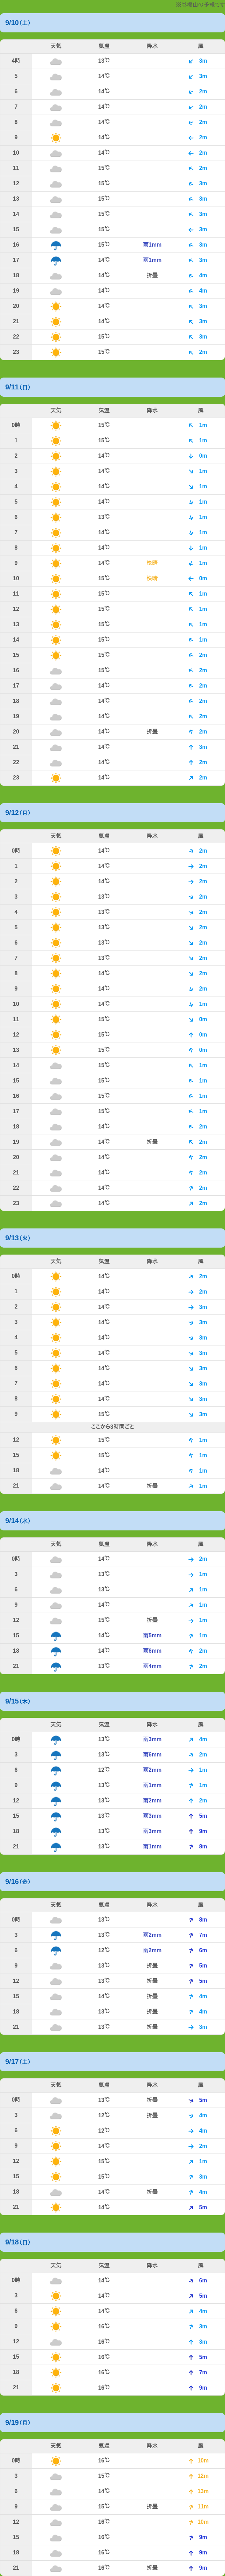 ※着陸山の予報です
9/10(土)
天気 気温 降水 風
4時 13℃ 3m
5 14℃ 3m
6 14℃ 2m
7 14℃ 2m
8 14℃ 2m
9 14℃ 2m
10 14℃ 2m
11 15℃ 2m
12 15℃ 3m
13 15℃ 3m
14 15℃ 3m
15 15℃ 3m
16 15℃ 雨1mm 3m
17 14℃ 雨1mm 3m
18 14℃ 折曇 4m
19 14℃ 4m
20 14℃ 3m
21 14℃ 3m
22 15℃ 3m
23 15℃ 2m
9/11(日)
天気 気温 降水 風
0時 15℃ 1m
1 15℃ 1m
2 14℃ 0m
3 14℃ 1m
4 14℃ 1m
5 14℃ 1m
6 13℃ 1m
7 14℃ 1m
8 14℃ 1m
9 14℃ 快晴 1m
10 15℃ 快晴 0m
11 15℃ 1m
12 15℃ 1m
13 15℃ 1m
14 15℃ 1m
15 15℃ 2m
16 15℃ 2m
17 14℃ 2m
18 14℃ 2m
19 14℃ 2m
20 14℃ 折曇 2m
21 14℃ 3m
22 14℃ 2m
23 14℃ 2m
9/12(月)
天気 気温 降水 風
0時 14℃ 2m
1 14℃ 2m
2 14℃ 2m
3 13℃ 2m
4 13℃ 2m
5 13℃ 2m
6 13℃ 2m
7 13℃ 2m
8 14℃ 2m
9 14℃ 2m
10 14℃ 1m
11 15℃ 0m
12 15℃ 0m
13 15℃ 0m
14 15℃ 1m
15 15℃ 1m
16 15℃ 1m
17 15℃ 1m
18 14℃ 2m
19 14℃ 折曇 2m
20 14℃ 2m
21 14℃ 2m
22 14℃ 2m
23 14℃ 2m
9/13(火)
天気 気温 降水 風
0時 14℃ 2m
1 14℃ 2m
2 14℃ 3m
3 14℃ 3m
4 14℃ 3m
5 14℃ 3m
6 14℃ 3m
7 14℃ 3m
8 14℃ 3m
9 15℃ 3m
ここから3時間ごと
12 15℃ 1m
15 15℃ 1m
18 14℃ 1m
21 14℃ 折曇 1m
9/14(水)
天気 気温 降水 風
0時 14℃ 2m
3 13℃ 1m
6 13℃ 1m
9 14℃ 1m
12 15℃ 折曇 1m
15 14℃ 雨5mm 1m
18 14℃ 雨6mm 2m
21 13℃ 雨4mm 2m
9/15(木)
天気 気温 降水 風
0時 13℃ 雨3mm 4m
3 13℃ 雨6mm 2m
6 12℃ 雨2mm 1m
9 13℃ 雨1mm 1m
12 13℃ 雨2mm 2m
15 13℃ 雨3mm 5m
18 13℃ 雨3mm 9m
21 13℃ 雨1mm 8m
9/16(金)
天気 気温 降水 風
0時 13℃ 8m
3 13℃ 雨2mm 7m
6 12℃ 雨2mm 6m
9 13℃ 折曇 5m
12 13℃ 折曇 5m
15 14℃ 折曇 4m
18 13℃ 折曇 4m
21 13℃ 折曇 3m
9/17(土)
天気 気温 降水 風
0時 13℃ 折曇 5m
3 12℃ 折曇 4m
6 12℃ 4m
9 14℃ 2m
12 15℃ 1m
15 15℃ 3m
18 14℃ 折曇 4m
21 14℃ 5m
9/18(日)
天気 気温 降水 風
0時 14℃ 6m
3 14℃ 5m
6 14℃ 4m
9 16℃ 3m
12 16℃ 3m
15 16℃ 5m
18 16℃ 7m
21 16℃ 9m
9/19(月)
天気 気温 降水 風
0時 16℃ 10m
3 15℃ 12m
6 14℃ 13m
9 15℃ 折曇 11m
12 16℃ 10m
15 16℃ 9m
18 16℃ 9m
21 16℃ 折曇 9m